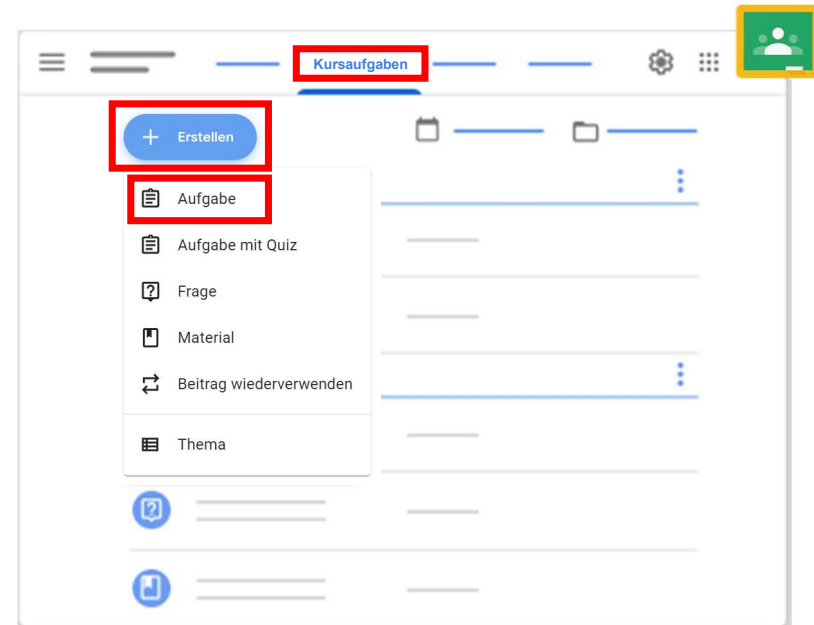 Kursaufgaben
Erstellen
Aufgabe
Aufgabe mit Quiz
Frage
Material
Beitrag wiederverwenden
Thema